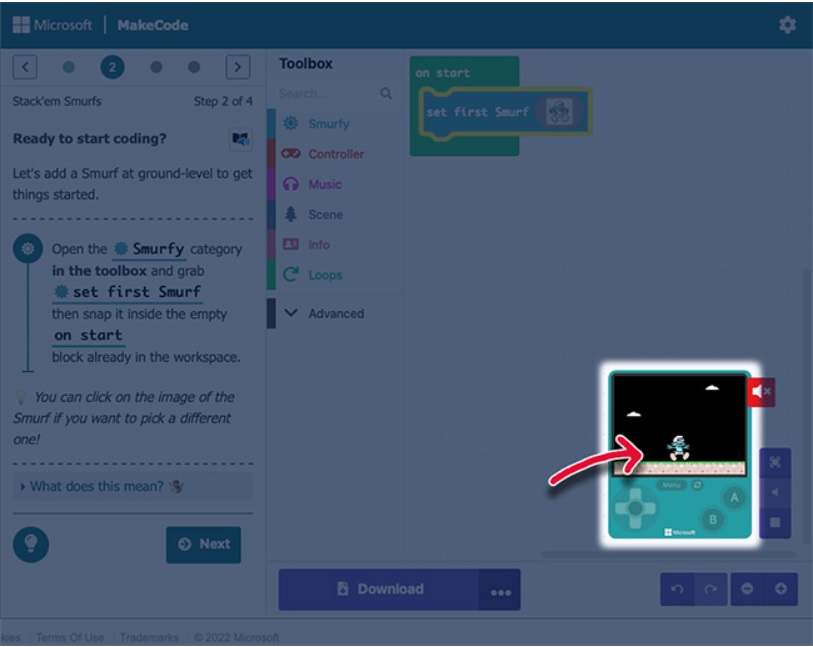 Microsoft | MakeCode
2
Stack'em Smurfs Step 2 of 4
Ready to start coding?
Let's add a Smurf at ground-level to get
things started.
Open the Smurfy category
in the toolbox and grab
set first Smurf
then snap it inside the empty
on start
block already in the workspace.
You can click on the image of the
Smurf if you want to pick a different
one!
What does this mean?
Next
Toolbox
Search...
Smurfy
Controller
Music
Scene
Info
Loops
Advanced
on start
set first Smurf
Menu
A
B
Microsoft
Download
kies | Terms Of Use | Trademarks | © 2022 Microsoft